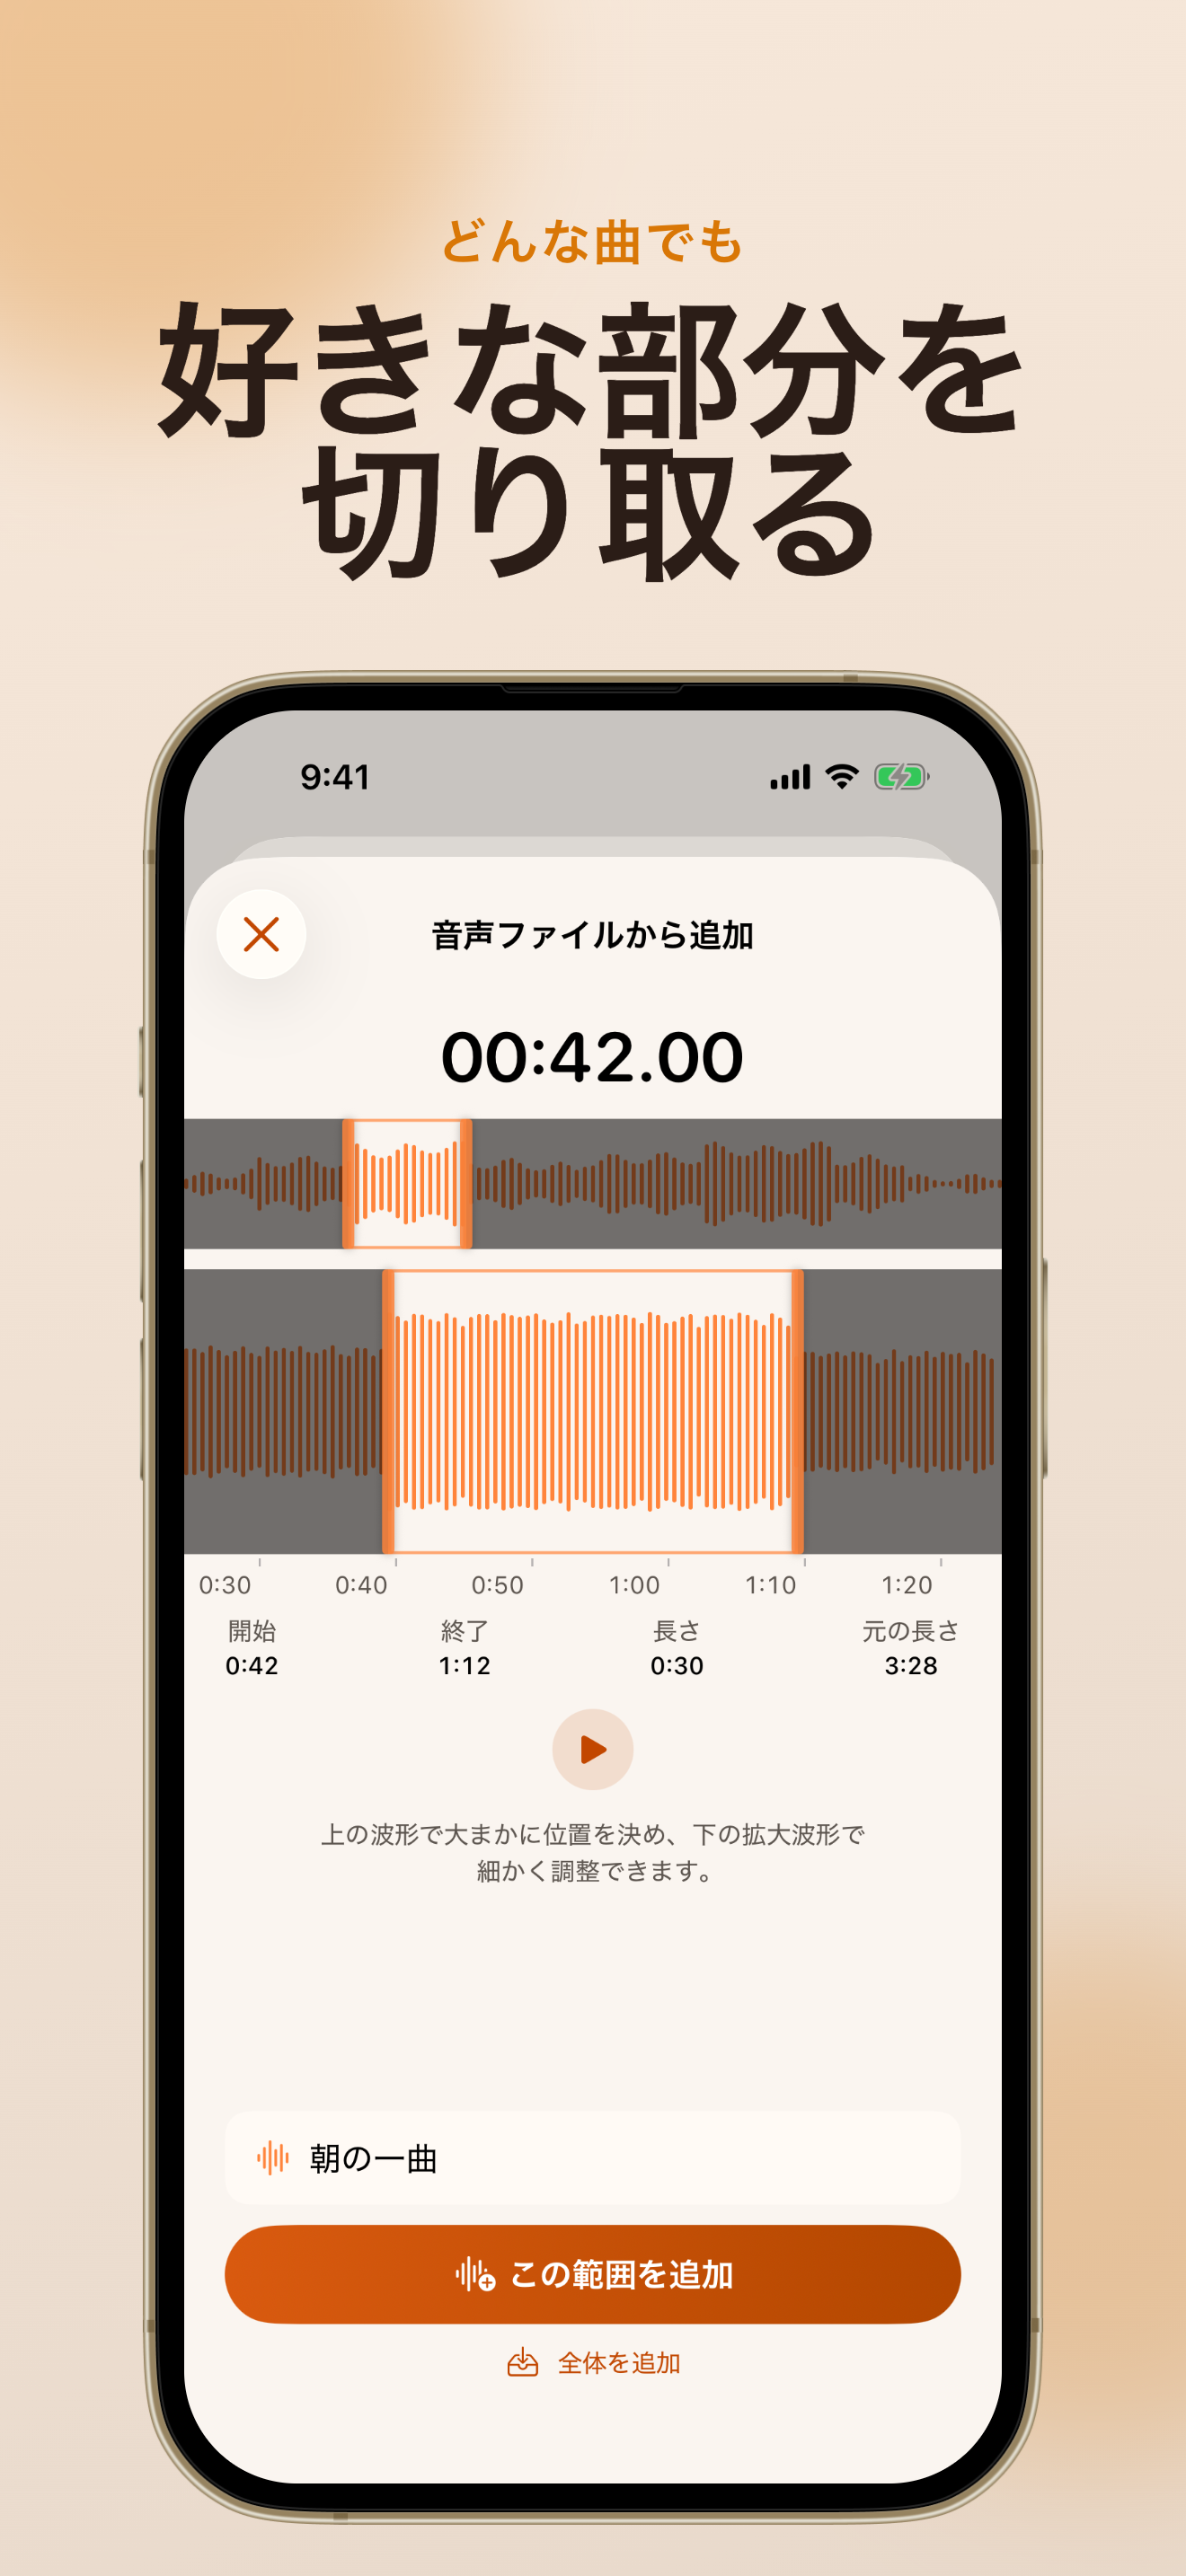 どんな曲でも
好きな部分を
切り取る
9:41
音声ファイルから追加
00:42.00
0:30 0:40 0:50 1:00 1:10 1:20
開始 終了 長さ 元の長さ
0:42 1:12 0:30 3:28
上の波形で大まかに位置を決め、下の拡大波形で
細かく調整できます。
朝の一曲
この範囲を追加
全体を追加